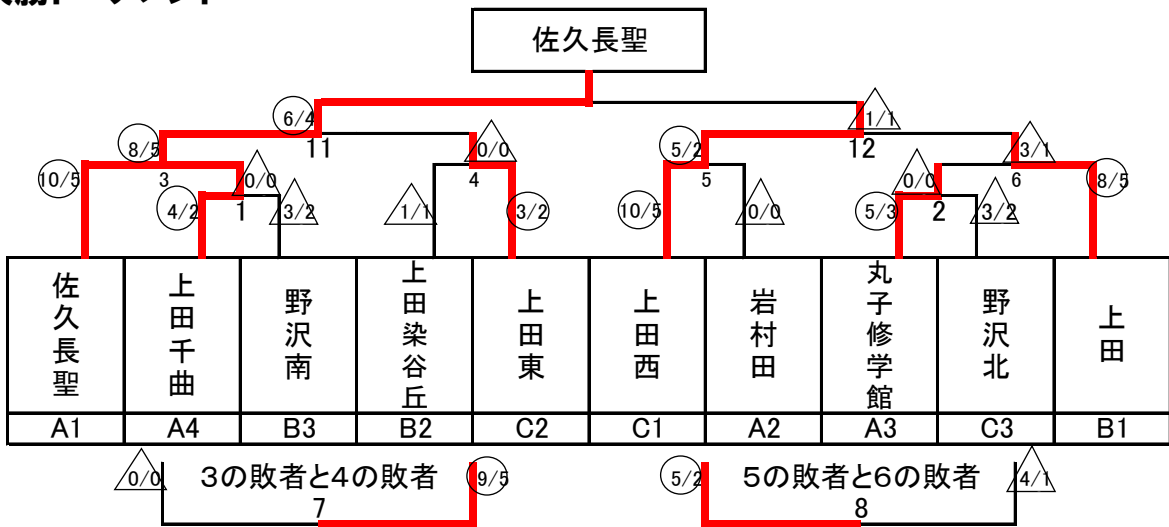 佐久長聖
6/4
1/1
11
12
8/5
0/0
5/2
3/1
10/5
3
0/0
4
5
0/0
6
8/5
4/2
1
3/2
1/1
3/2
10/5
0/0
5/3
2
3/2
佐久長聖
上田千曲
野沢南
上田染谷丘
上田東
上田西
岩村田
丸子修学館
野沢北
上田
A1
A4
B3
B2
C2
C1
A2
A3
C3
B1
0/0
3の敗者と4の敗者
9/5
7
5/2
5の敗者と6の敗者
4/1
8